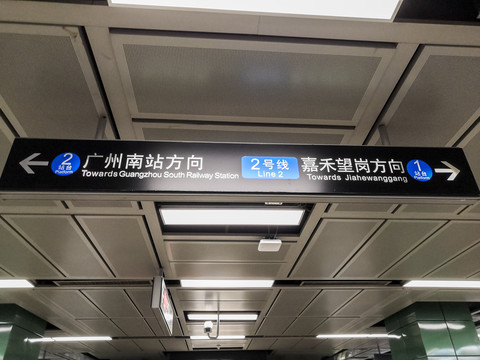 2
站台
Platform
广州南站方向
Towards Guangzhou South Railway Station
2号线
Line 2
嘉禾望岗方向
Towards Jiahewanggang
1
站台
Platform